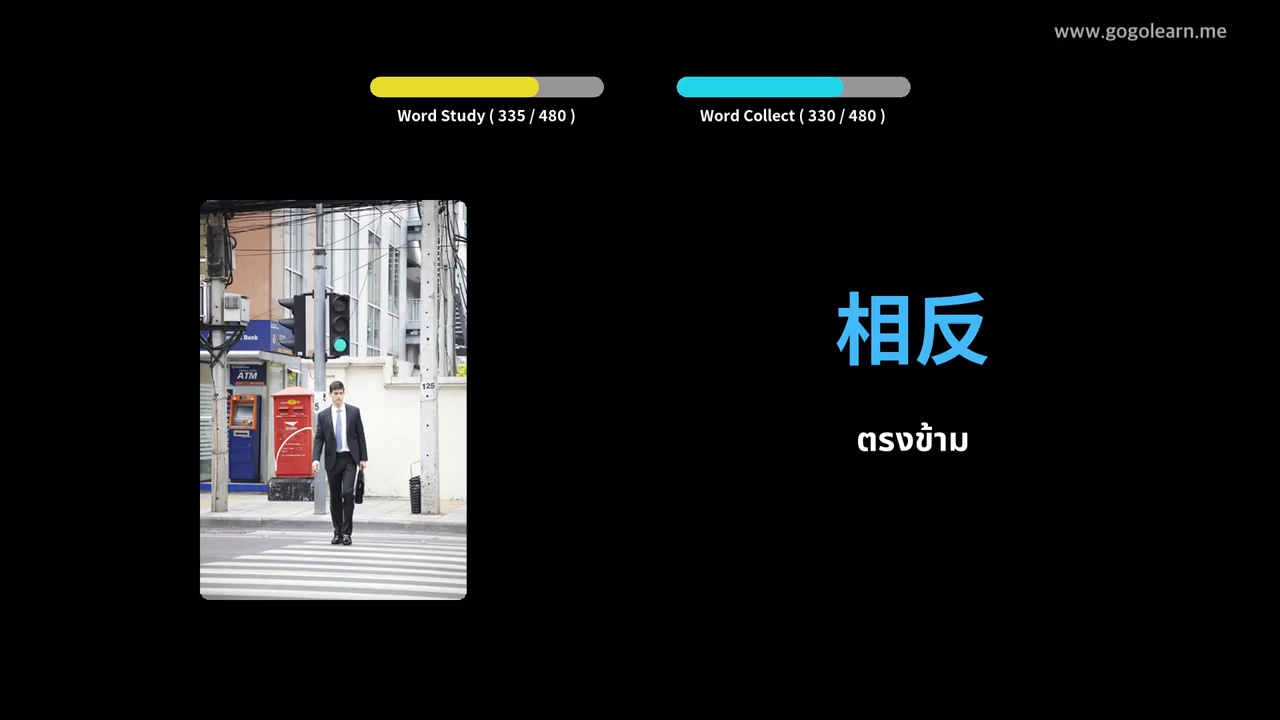 www.gogolearn.me
Word Study ( 335 / 480 )
Word Collect ( 330 / 480 )
相反
ตรงข้าม
Bank
ATM
125
5